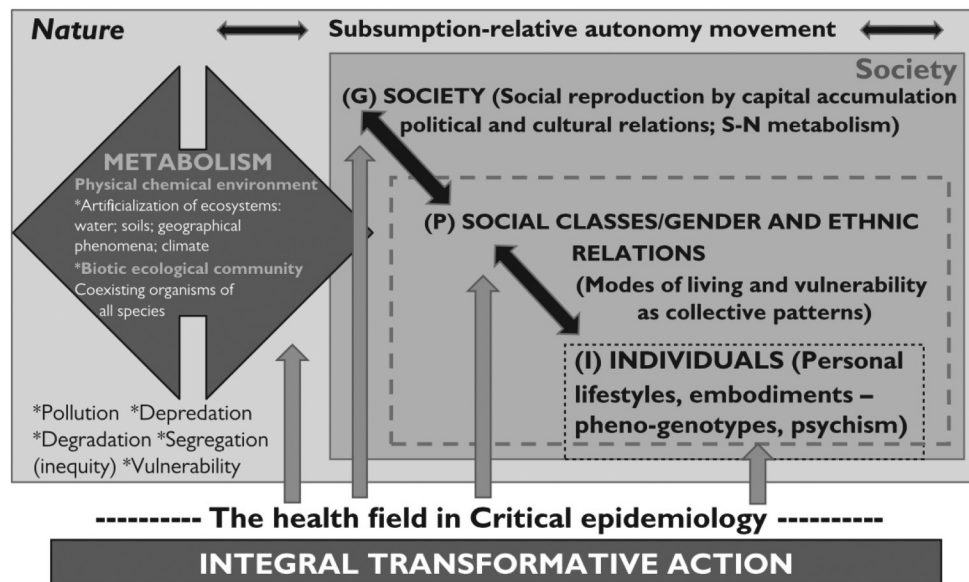 Nature
Subsumption-relative autonomy movement
Society
(G) SOCIETY (Social reproduction by capital accumulation
political and cultural relations; S-N metabolism)
METABOLISM
Physical chemical environment
*Artificialization of ecosystems:
water; soils; geographical
phenomena; climate
*Biotic ecological community
Coexisting organisms of
all species
(P) SOCIAL CLASSES/GENDER AND ETHNIC
RELATIONS
(Modes of living and vulnerability
as collective patterns)
(I) INDIVIDUALS (Personal
lifestyles, embodiments –
pheno-genotypes, psychism)
*Pollution *Depredation
*Degradation *Segregation
(inequity) *Vulnerability
---------- The health field in Critical epidemiology ----------
INTEGRAL TRANSFORMATIVE ACTION